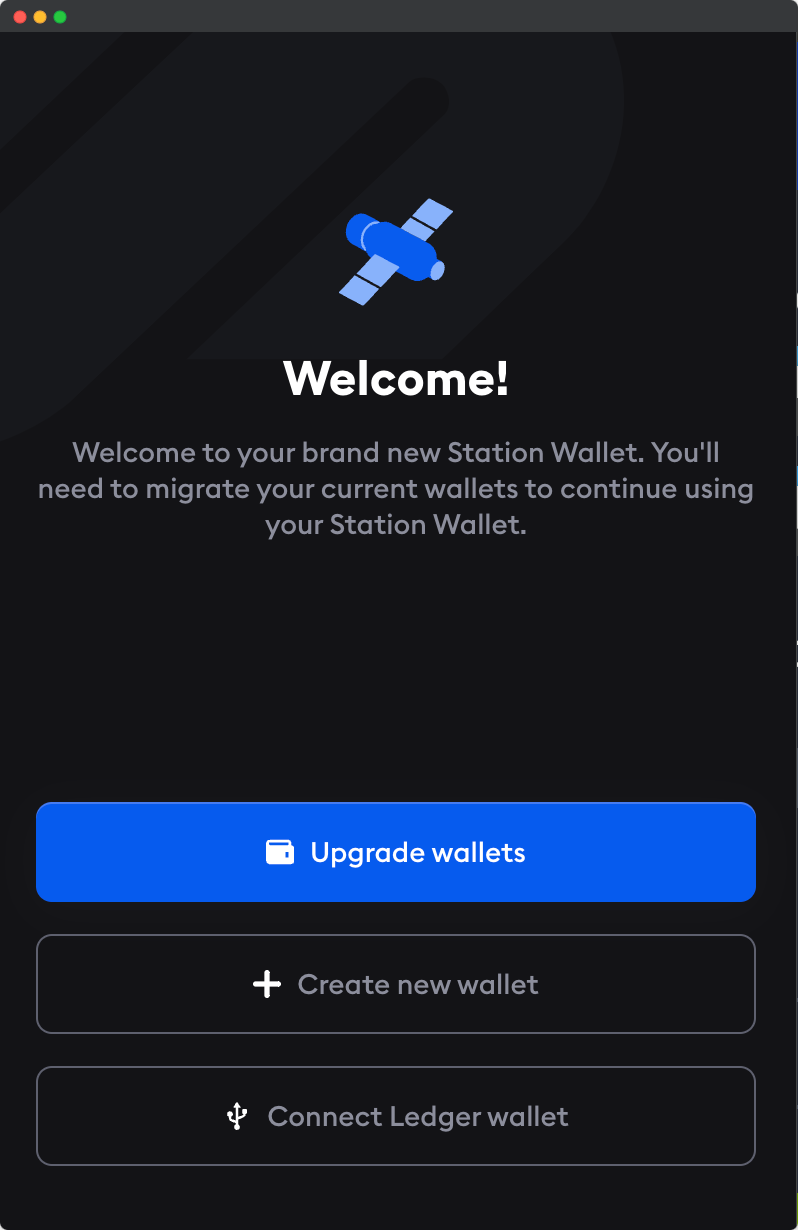 Welcome!
Welcome to your brand new Station Wallet. You'll
need to migrate your current wallets to continue using
your Station Wallet.
Upgrade wallets
Create new wallet
Connect Ledger wallet